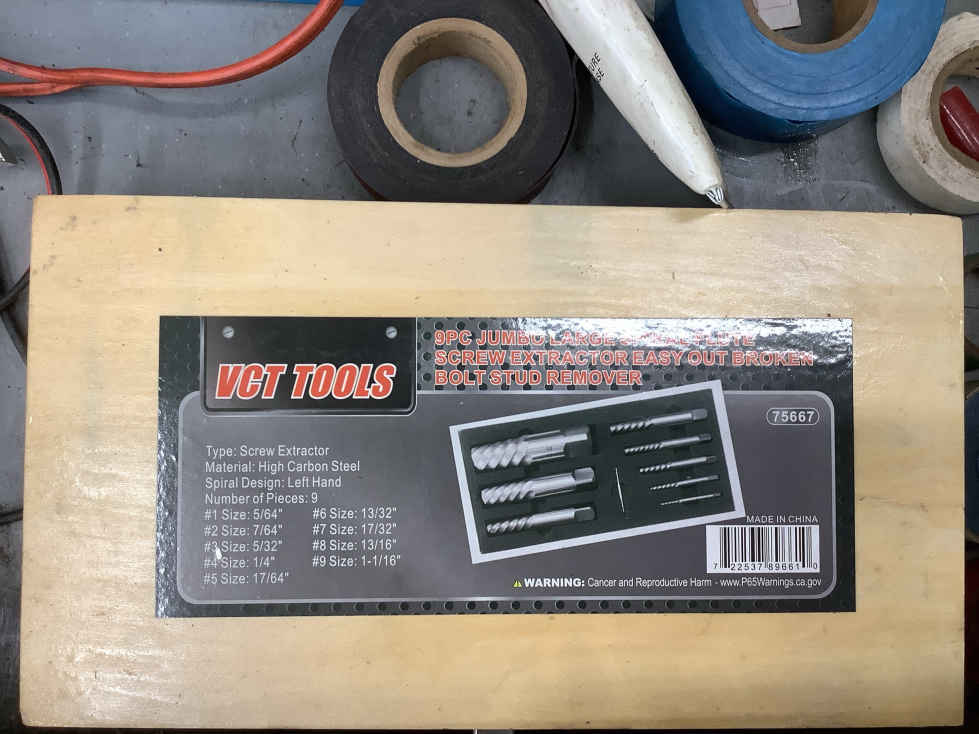 VCT TOOLS
9PC JUMBO LARGE SPIRAL FLUTE
SCREW EXTRACTOR EASY OUT BROKEN
BOLT STUD REMOVER
75667
Type: Screw Extractor
Material: High Carbon Steel
Spiral Design: Left Hand
Number of Pieces: 9
#1 Size: 5/64"
#2 Size: 7/64"
#3 Size: 5/32"
#4 Size: 1/4"
#5 Size: 17/64"
#6 Size: 13/32"
#7 Size: 17/32"
#8 Size: 13/16"
#9 Size: 1-1/16"
MADE IN CHINA
7 22537 89661 0
WARNING: Cancer and Reproductive Harm - www.P65Warnings.ca.gov